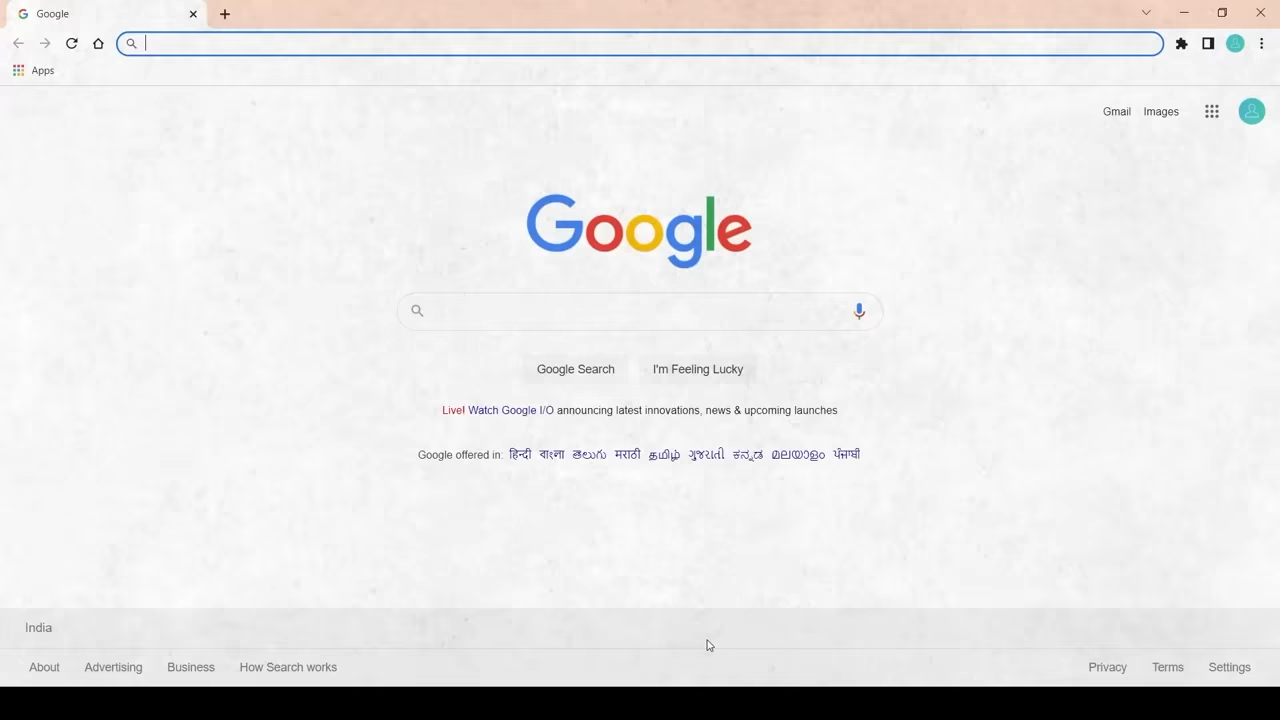 Google
Apps
Gmail Images
Google
Google Search I'm Feeling Lucky
Live! Watch Google I/O announcing latest innovations, news & upcoming launches
Google offered in: हिन्दी বাংলা తెలుగు मराठी தமிழ் ગુજરાતી ಕನ್ನಡ മലയാളം ਪੰਜਾਬੀ
India
About Advertising Business How Search works Privacy Terms Settings